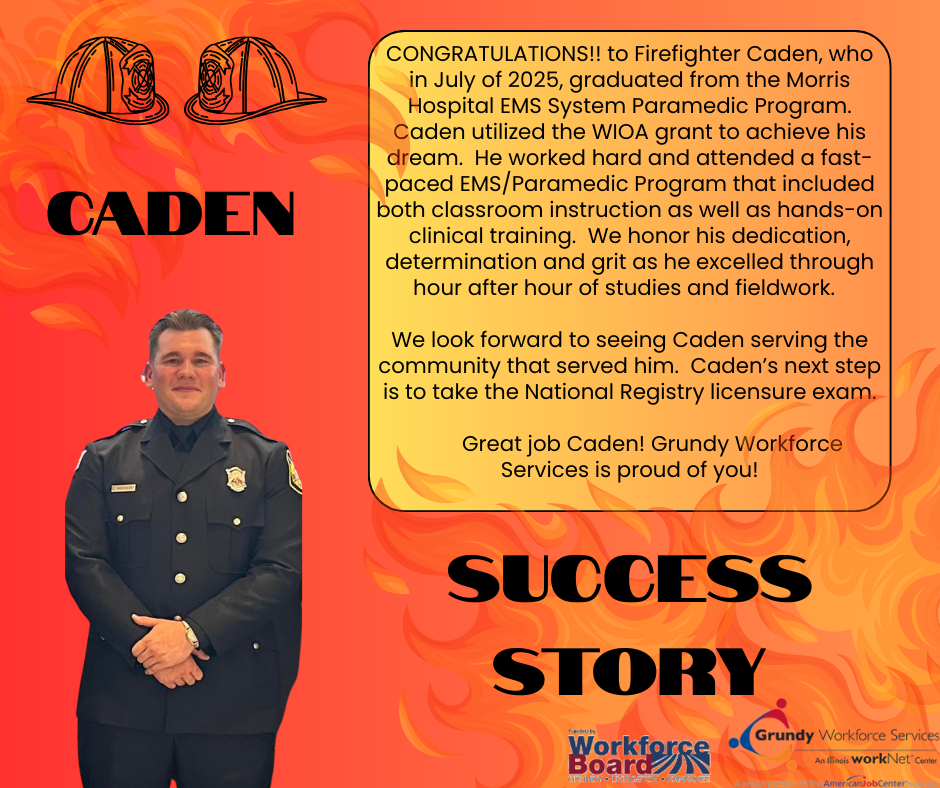 CADEN
CONGRATULATIONS!! to Firefighter Caden, who
in July of 2025, graduated from the Morris
Hospital EMS System Paramedic Program.
Caden utilized the WIOA grant to achieve his
dream.  He worked hard and attended a fast-
paced EMS/Paramedic Program that included
both classroom instruction as well as hands-on
clinical training.  We honor his dedication,
determination and grit as he excelled through
hour after hour of studies and fieldwork.
We look forward to seeing Caden serving the
community that served him.  Caden's next step
is to take the National Registry licensure exam.
Great job Caden! Grundy Workforce
Services is proud of you!
SUCCESS
STORY
Funded by
Workforce
Board
Grundy Workforce Services
An Illinois workNet® Center
AmericanJobCenter